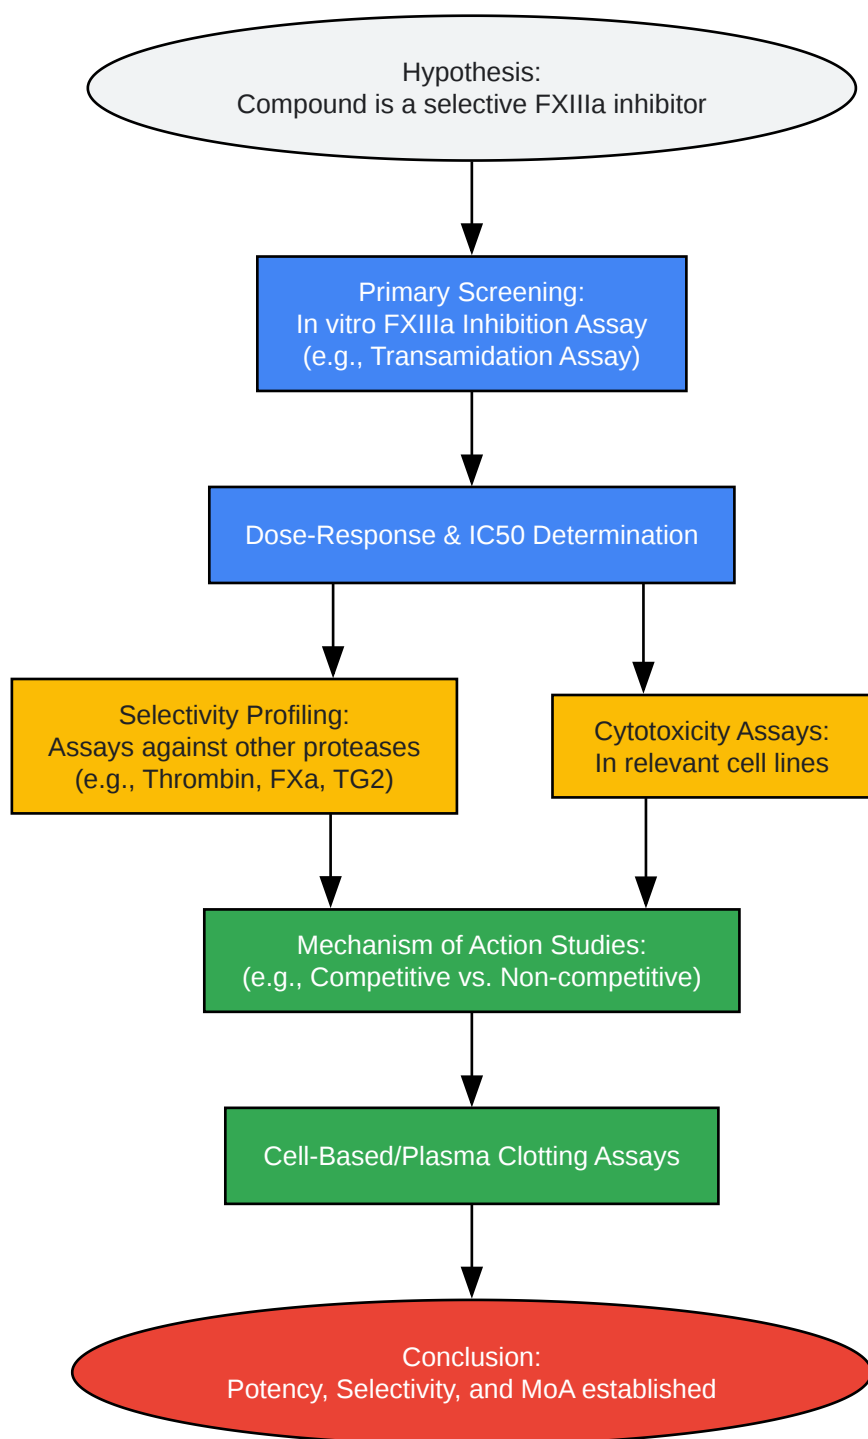 Hypothesis:
Compound is a selective FXIIIa inhibitor
Primary Screening:
In vitro FXIIIa Inhibition Assay
(e.g., Transamidation Assay)
Dose-Response & IC50 Determination
Selectivity Profiling:
Assays against other proteases
(e.g., Thrombin, FXa, TG2)
Cytotoxicity Assays:
In relevant cell lines
Mechanism of Action Studies:
(e.g., Competitive vs. Non-competitive)
Cell-Based/Plasma Clotting Assays
Conclusion:
Potency, Selectivity, and MoA established